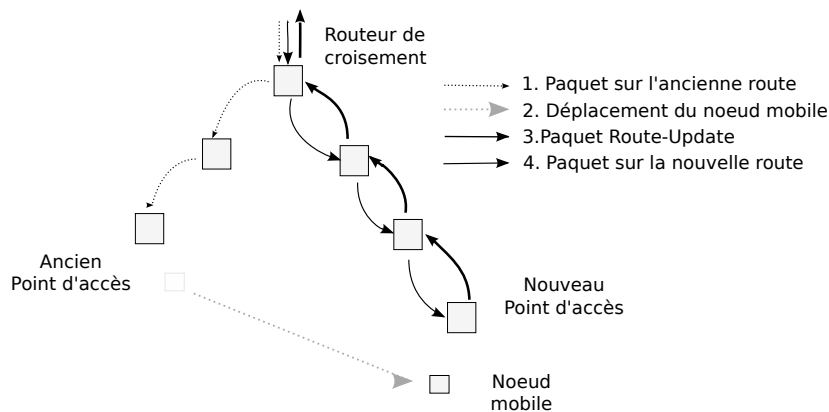 Routeur de
croisement
1. Paquet sur l'ancienne route
2. Déplacement du noeud mobile
3.Paquet Route-Update
4. Paquet sur la nouvelle route
Ancien
Point d'accès
Nouveau
Point d'accès
Noeud
mobile